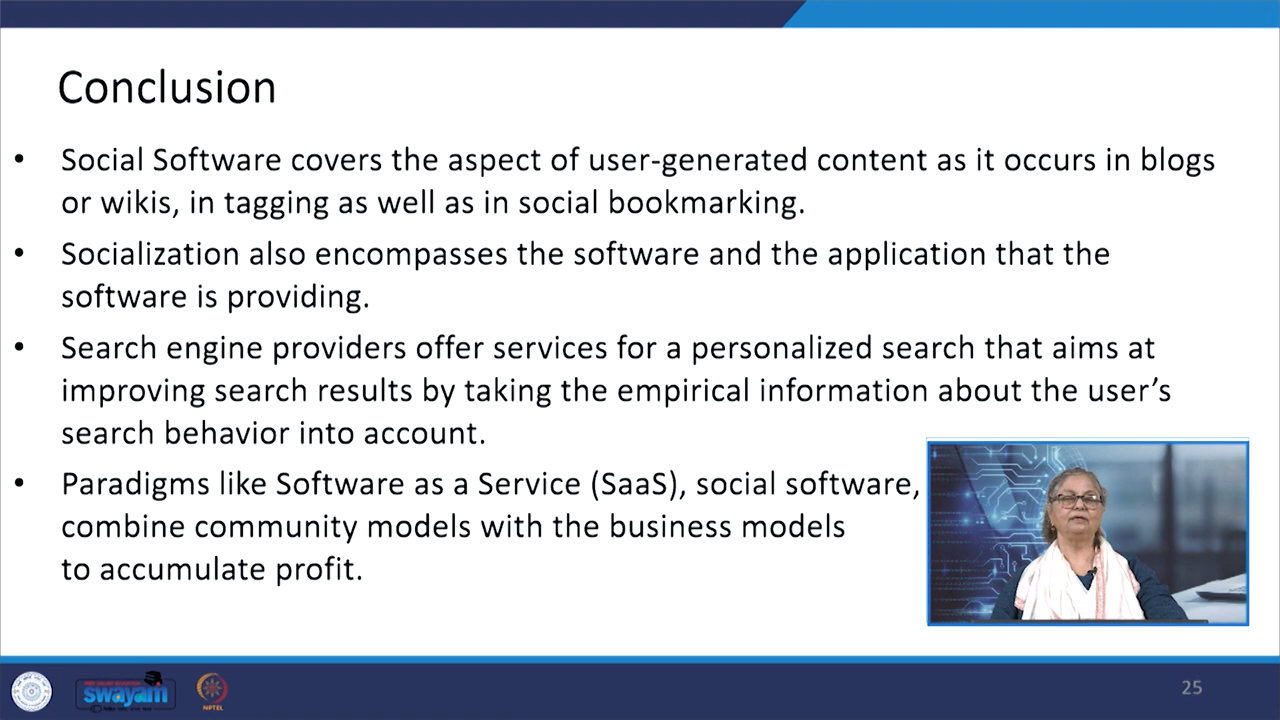 Conclusion
• Social Software covers the aspect of user-generated content as it occurs in blogs
or wikis, in tagging as well as in social bookmarking.
• Socialization also encompasses the software and the application that the
software is providing.
• Search engine providers offer services for a personalized search that aims at
improving search results by taking the empirical information about the user’s
search behavior into account.
• Paradigms like Software as a Service (SaaS), social software,
combine community models with the business models
to accumulate profit.
swayam
NPTEL
25